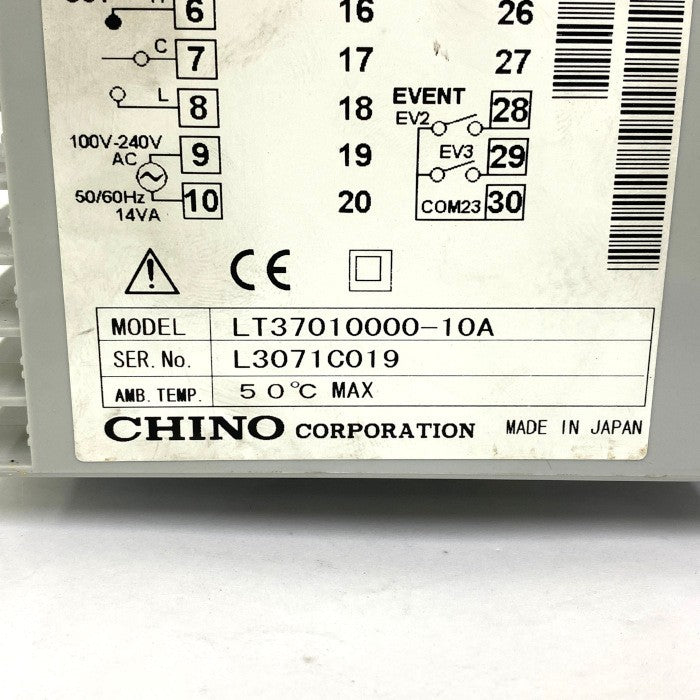 6 16 26
C 7 17 27
L 8 18 EVENT 28
EV2
100V-240V
AC 9 19 EV3 29
50/60Hz
14VA 10 20 COM23 30
CE
MODEL LT37010000-10A
SER. No. L3071C019
AMB. TEMP. 50℃ MAX
CHINO CORPORATION MADE IN JAPAN